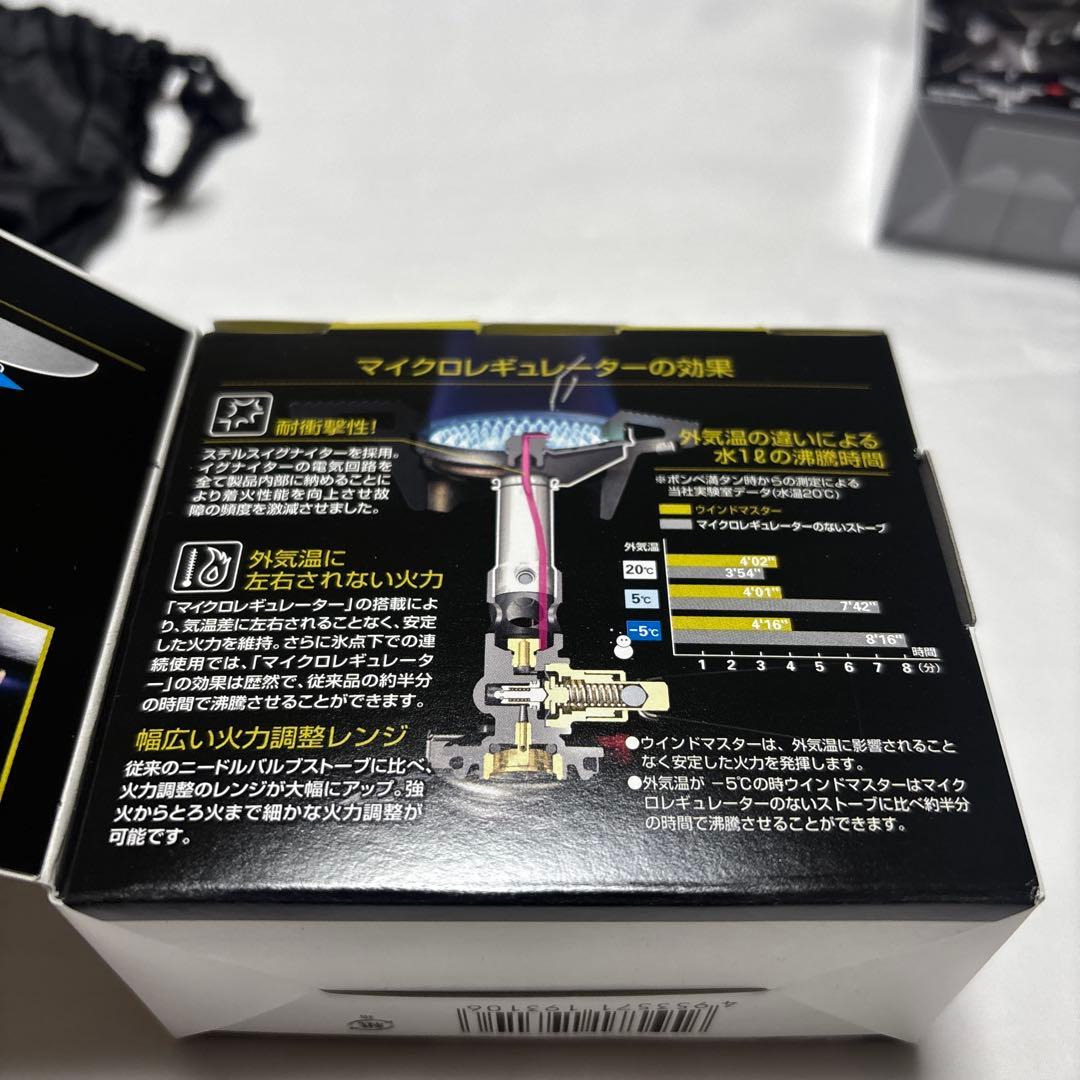 マイクロレギュレーターの効果
耐衝撃性!
ステルスイグナイターを採用。
イグナイターの電気回路を
全て製品内部に納めることに
より着火性能を向上させ故
障の頻度を激減させました。
外気温に
左右されない火力
「マイクロレギュレーター」の搭載によ
り、気温差に左右されることなく、安定
した火力を維持。さらに氷点下での連
続使用では、「マイクロレギュレータ
ー」の効果は歴然で、従来品の約半分
の時間で沸騰させることができます。
幅広い火力調整レンジ
従来のニードルバルブストーブに比べ、
火力調整のレンジが大幅にアップ。強
火からとろ火まで細かな火力調整が
可能です。
外気温の違いによる
水1ℓの沸騰時間
※ボンベ満タン時からの測定による
当社実験室データ(水温20℃)
ウインドマスター
マイクロレギュレーターのないストーブ
外気温
20℃ 4'02"
3'54"
5℃ 4'01"
7'42"
-5℃ 4'16"
8'16"
時間
1 2 3 4 5 6 7 8 (分)
●ウインドマスターは、外気温に影響されること
なく安定した火力を発揮します。
●外気温が -5℃の時ウインドマスターはマイク
ロレギュレーターのないストーブに比べ約半分
の時間で沸騰させることができます。
4953571193106